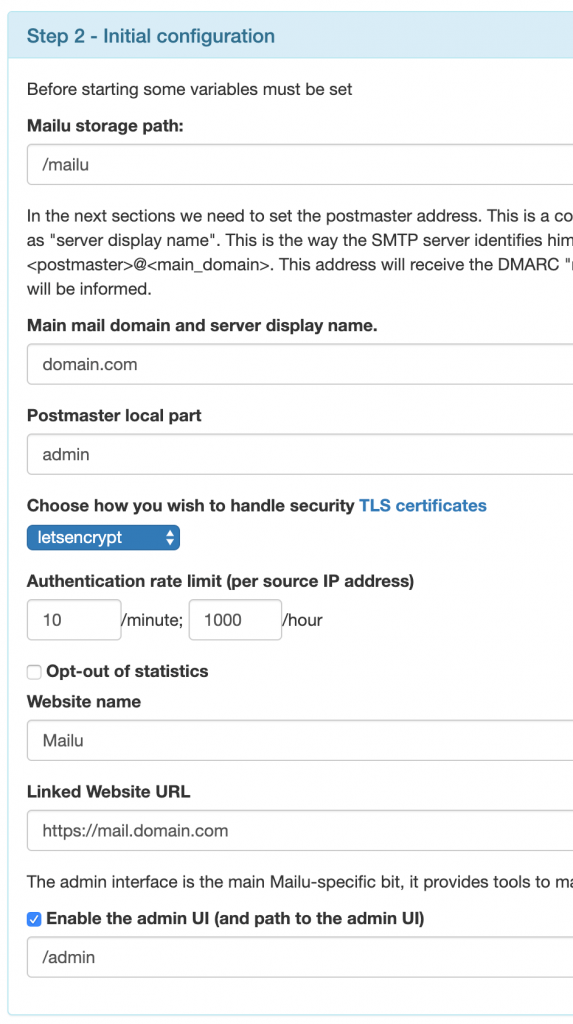 Step 2 - Initial configuration
Before starting some variables must be set
Mailu storage path:
/mailu
In the next sections we need to set the postmaster address. This is a co
as "server display name". This is the way the SMTP server identifies him
<postmaster>@<main_domain>. This address will receive the DMARC "
will be informed.
Main mail domain and server display name.
domain.com
Postmaster local part
admin
Choose how you wish to handle security TLS certificates
letsencrypt
Authentication rate limit (per source IP address)
10 /minute; 1000 /hour
Opt-out of statistics
Website name
Mailu
Linked Website URL
https://mail.domain.com
The admin interface is the main Mailu-specific bit, it provides tools to ma
Enable the admin UI (and path to the admin UI)
/admin